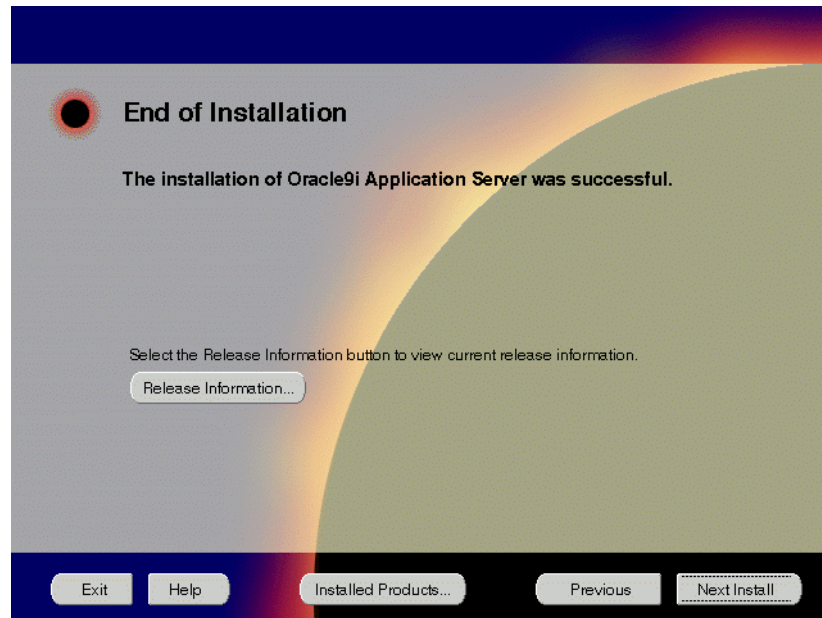 End of Installation
The installation of Oracle9i Application Server was successful.
Select the Release Information button to view current release information.
Release Information...
Exit
Help
Installed Products...
Previous
Next Install